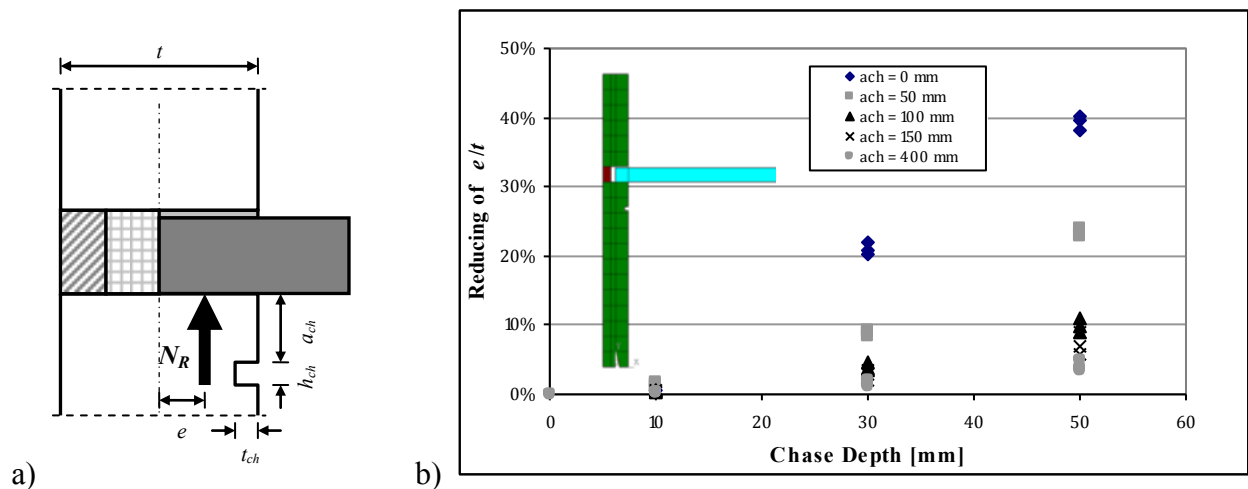 t
N_R
a_ch
h_ch
e
t_ch
a)
50%
40%
30%
20%
10%
0%
Reducing of e/t
ach = 0 mm
ach = 50 mm
ach = 100 mm
ach = 150 mm
ach = 400 mm
x
0 10 20 30 40 50 60
Chase Depth [mm]
b)